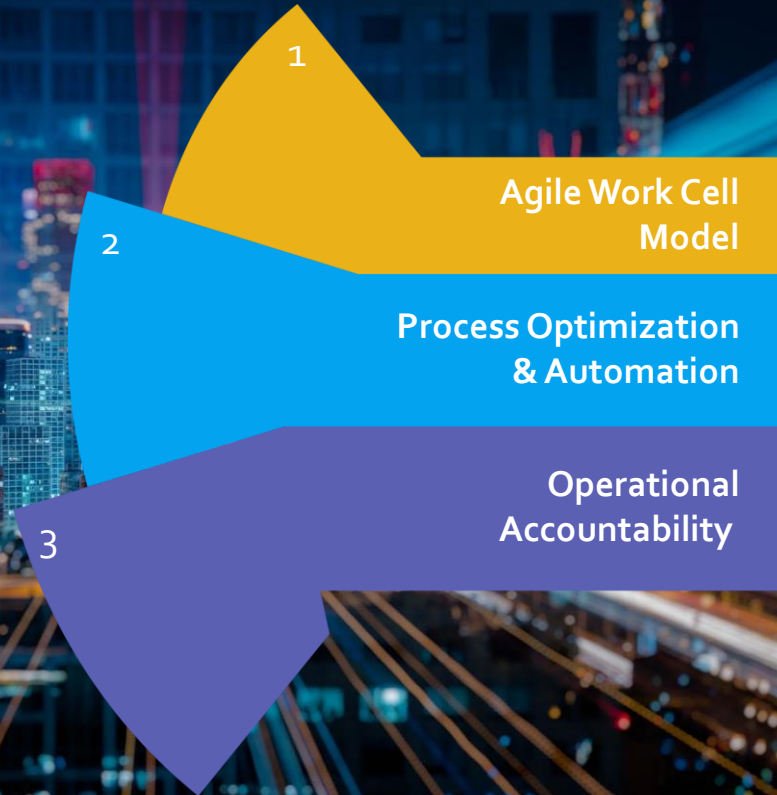 1
Agile Work Cell
Model
2
Process Optimization
& Automation
3
Operational
Accountability